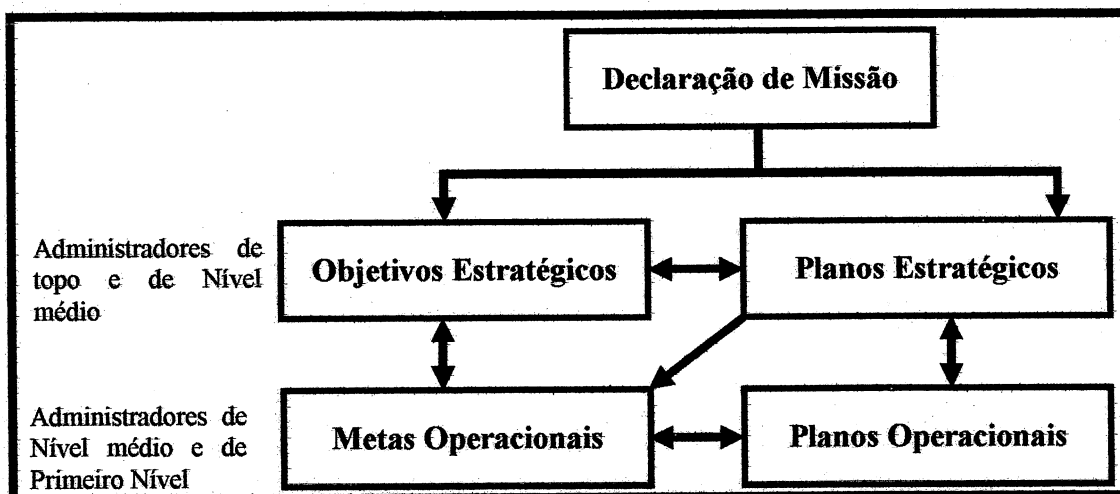 Declaração de Missão
Administradores de
topo e de Nível
médio
Objetivos Estratégicos
Planos Estratégicos
Administradores de
Nível médio e de
Primeiro Nível
Metas Operacionais
Planos Operacionais